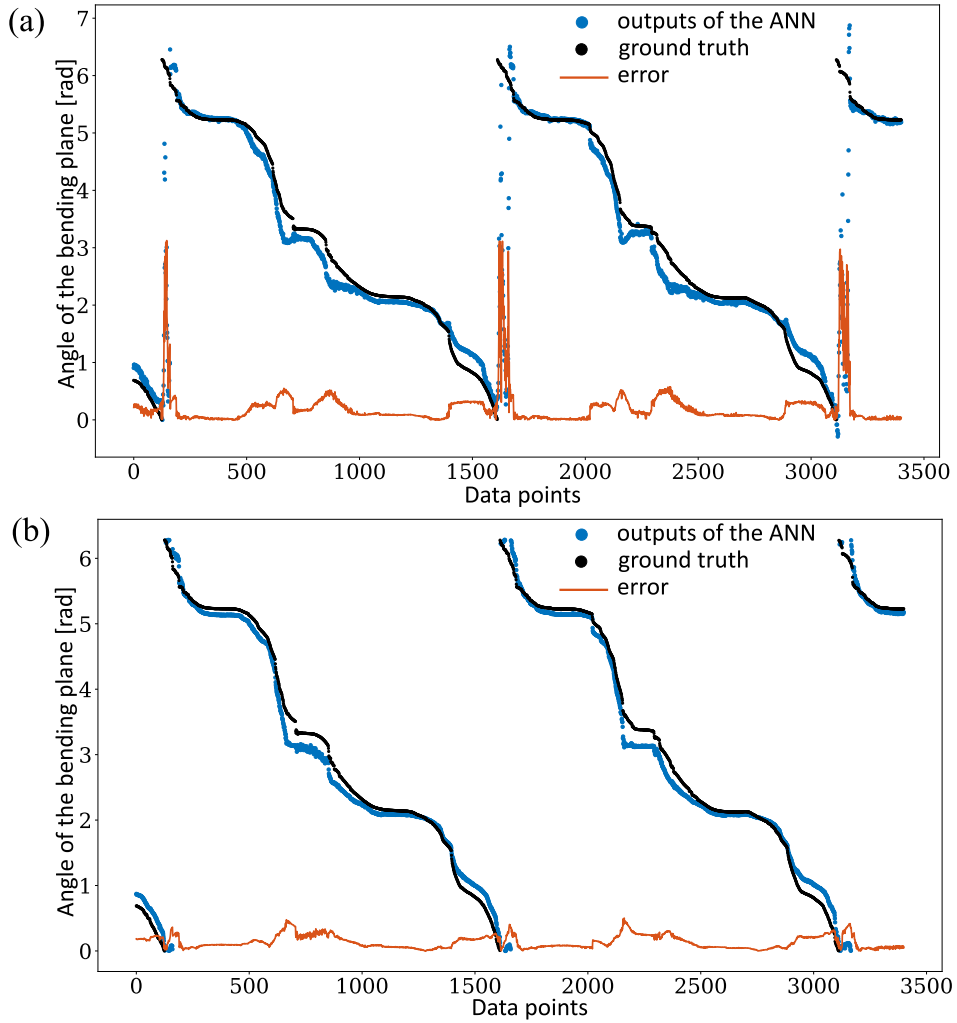 (a)
7
6
5
4
3
2
1
0
Angle of the bending plane [rad]
outputs of the ANN
ground truth
error
0 500 1000 1500 2000 2500 3000 3500
Data points
(b)
6
5
4
3
2
1
0
Angle of the bending plane [rad]
outputs of the ANN
ground truth
error
0 500 1000 1500 2000 2500 3000 3500
Data points